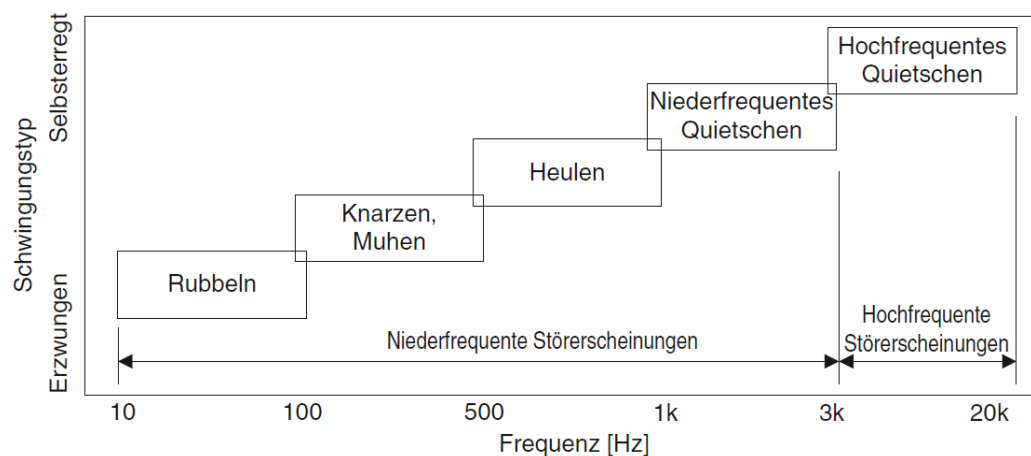 Schwingungstyp
Selbsterregt
Erzwungen
Hochfrequentes
Quietschen
Niederfrequentes
Quietschen
Heulen
Knarzen,
Muhen
Rubbeln
Niederfrequente Störerscheinungen
Hochfrequente
Störerscheinungen
10 100 500 1k 3k 20k
Frequenz [Hz]